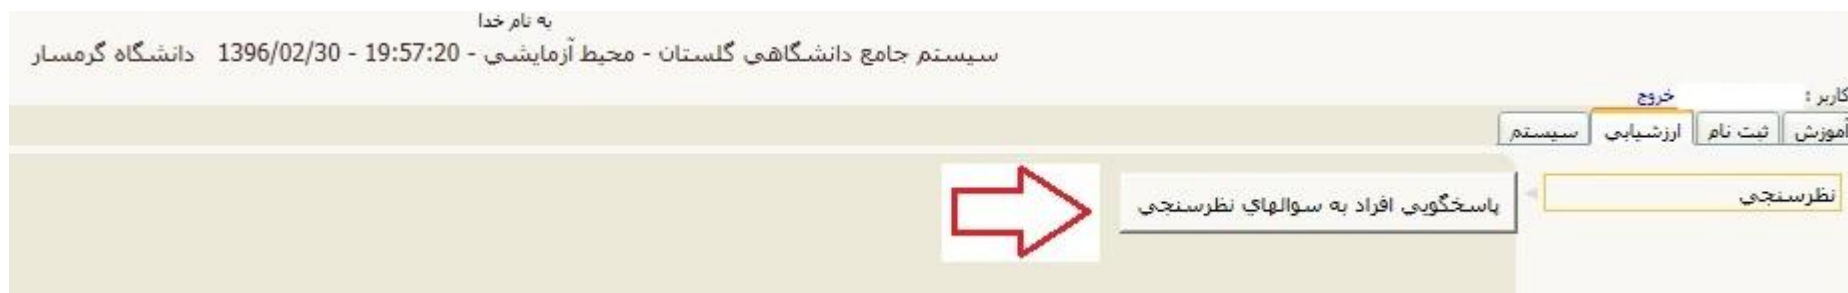 به نام خدا
سیستم جامع دانشگاهی گلستان - محیط آزمایشی - 19:57:20 - 1396/02/30 دانشگاه گرمسار
کاربر : خروج
آموزش ثبت نام ارزشیابی سیستم
نظرسنجی
پاسخگویی افراد به سوالهاي نظرسنجی